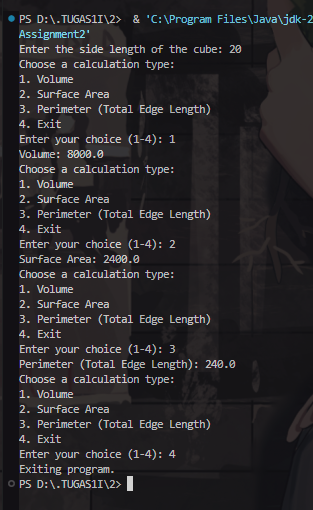 PS D:\.TUGAS1I\2>  & 'C:\Program Files\Java\jdk-2
Assignment2'
Enter the side length of the cube: 20
Choose a calculation type:
1. Volume
2. Surface Area
3. Perimeter (Total Edge Length)
4. Exit
Enter your choice (1-4): 1
Volume: 8000.0
Choose a calculation type:
1. Volume
2. Surface Area
3. Perimeter (Total Edge Length)
4. Exit
Enter your choice (1-4): 2
Surface Area: 2400.0
Choose a calculation type:
1. Volume
2. Surface Area
3. Perimeter (Total Edge Length)
4. Exit
Enter your choice (1-4): 3
Perimeter (Total Edge Length): 240.0
Choose a calculation type:
1. Volume
2. Surface Area
3. Perimeter (Total Edge Length)
4. Exit
Enter your choice (1-4): 4
Exiting program.
PS D:\.TUGAS1I\2>